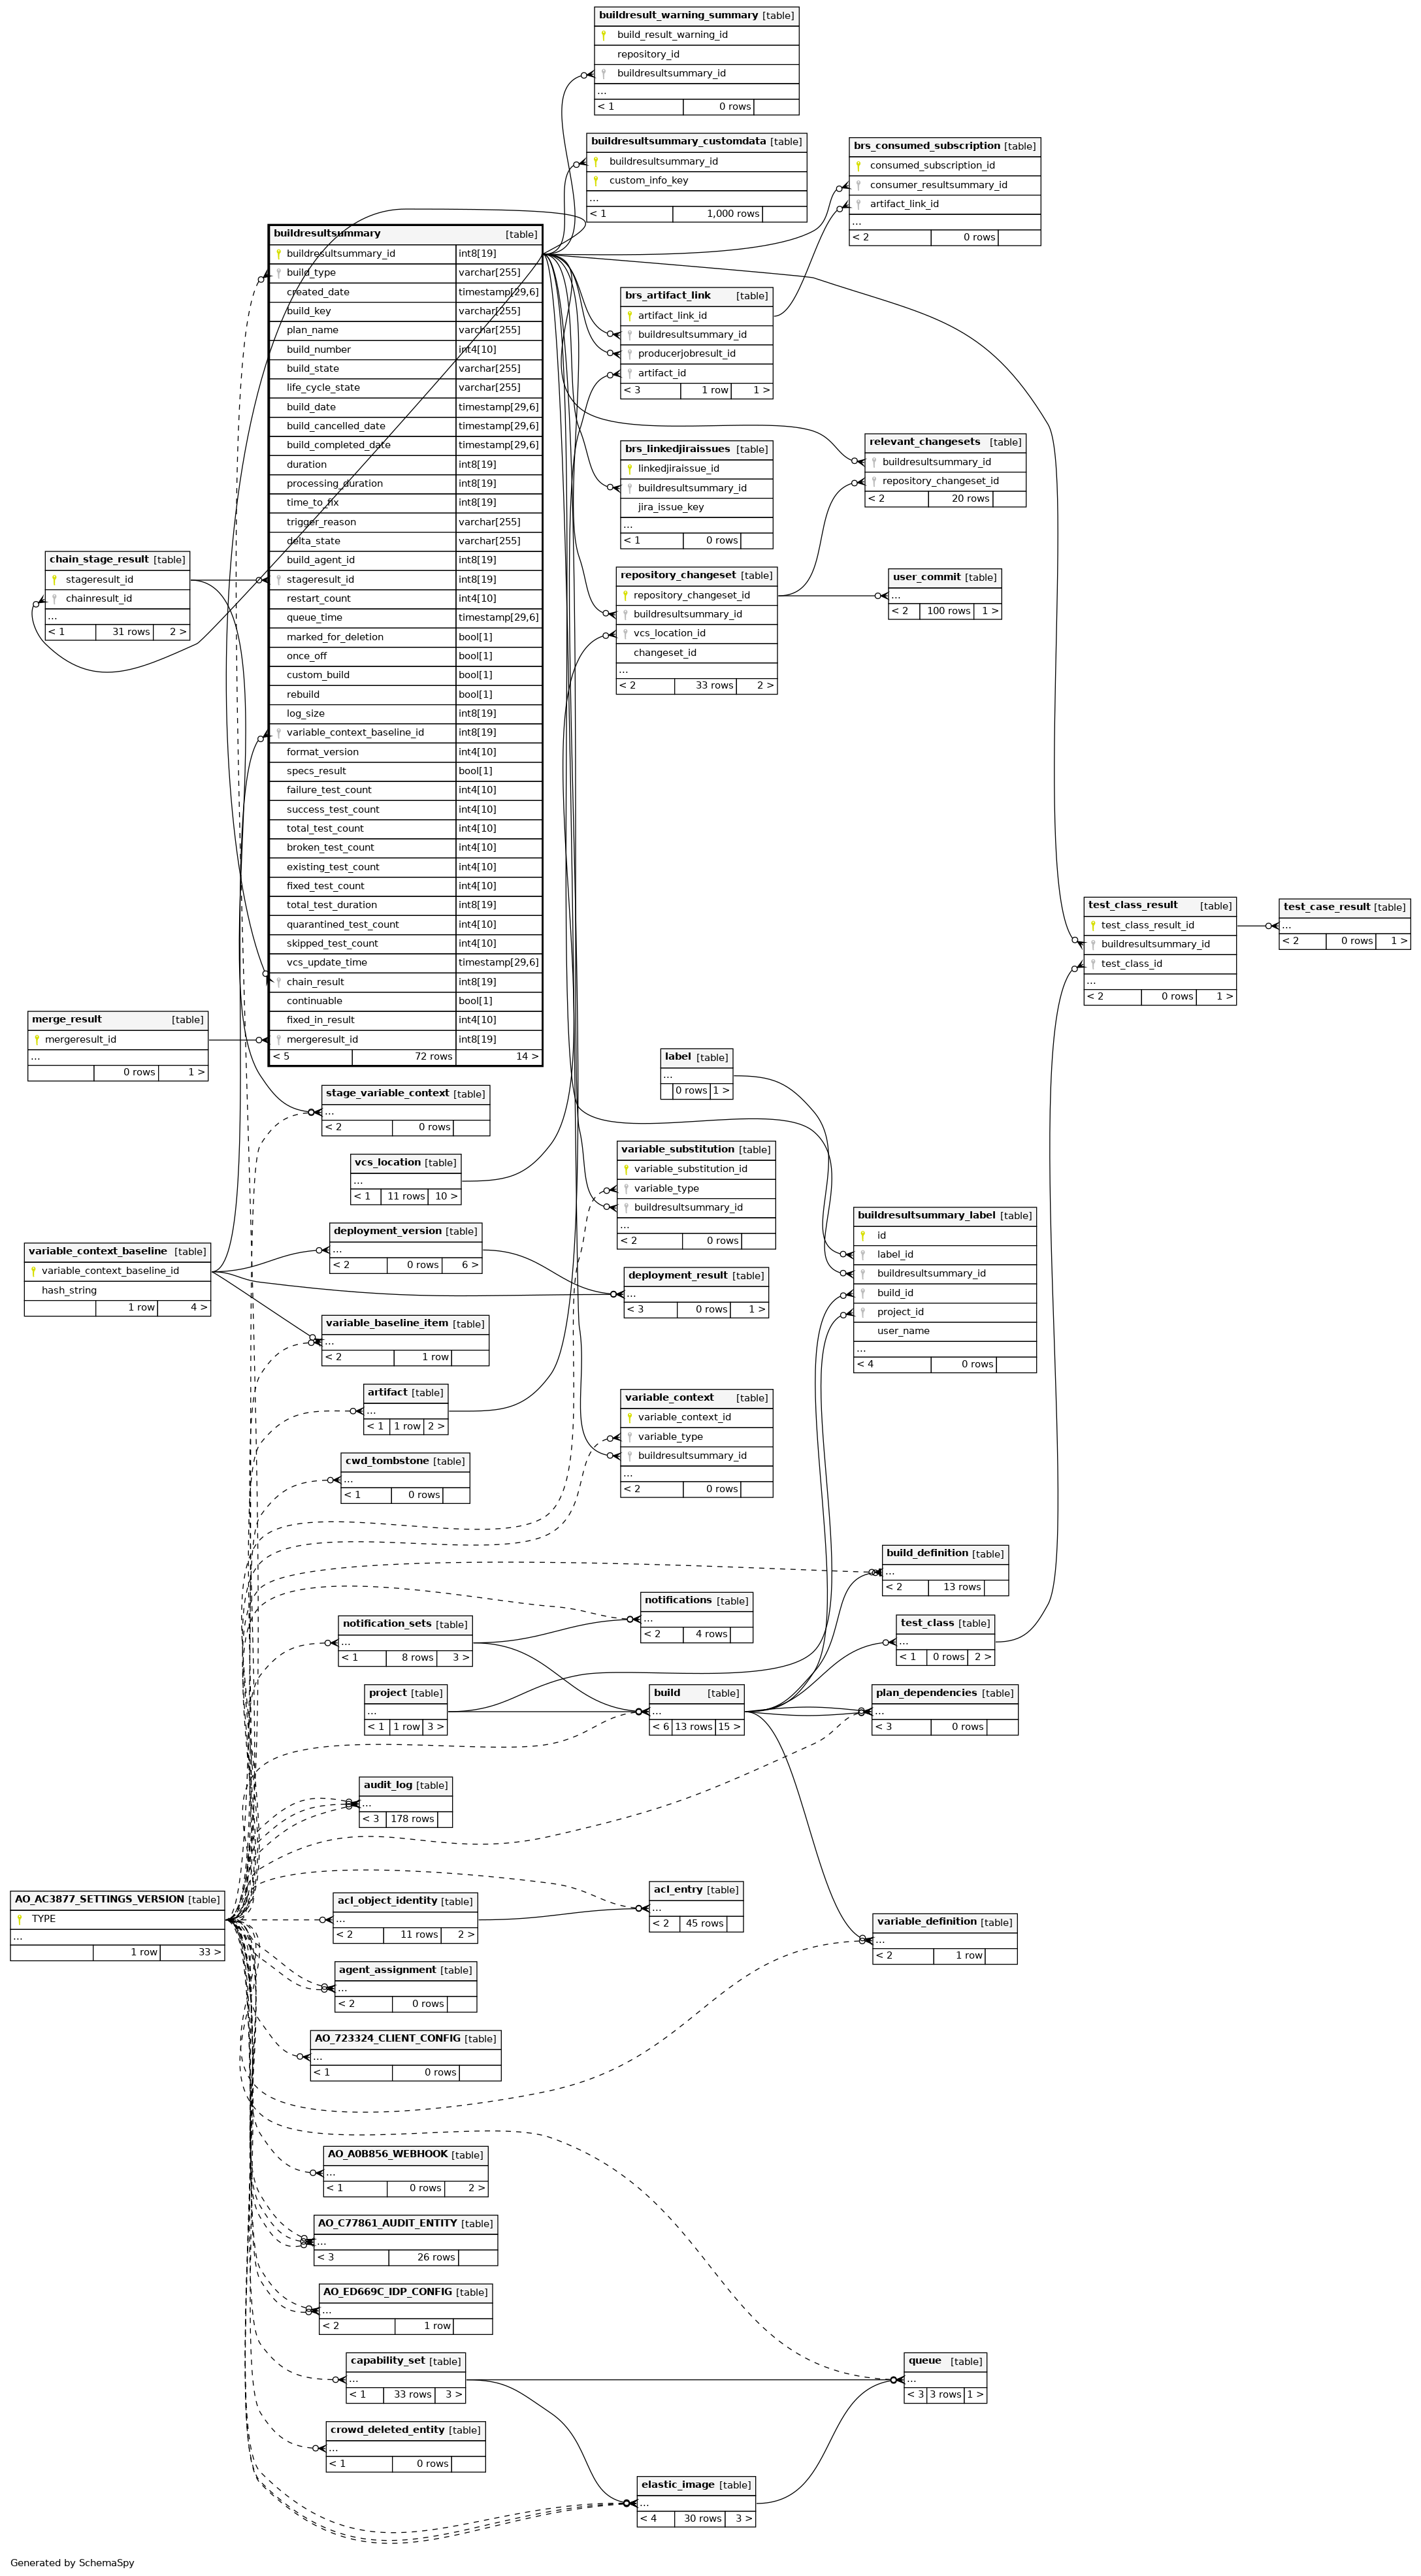 buildresult_warning_summary [table]
build_result_warning_id
repository_id
buildresultsummary_id
...
< 1 0 rows
buildresultsummary_customdata [table]
buildresultsummary_id
custom_info_key
...
< 1 1,000 rows
brs_consumed_subscription [table]
consumed_subscription_id
consumer_resultsummary_id
artifact_link_id
...
< 2 0 rows
buildresultsummary [table]
buildresultsummary_id int8[19]
build_type varchar[255]
created_date timestamp[29,6]
build_key varchar[255]
plan_name varchar[255]
build_number int4[10]
build_state varchar[255]
life_cycle_state varchar[255]
build_date timestamp[29,6]
build_cancelled_date timestamp[29,6]
build_completed_date timestamp[29,6]
duration int8[19]
processing_duration int8[19]
time_to_fix int8[19]
trigger_reason varchar[255]
delta_state varchar[255]
build_agent_id int8[19]
stageresult_id int8[19]
restart_count int4[10]
queue_time timestamp[29,6]
marked_for_deletion bool[1]
once_off bool[1]
custom_build bool[1]
rebuild bool[1]
log_size int8[19]
variable_context_baseline_id int8[19]
format_version int4[10]
specs_result bool[1]
failure_test_count int4[10]
success_test_count int4[10]
total_test_count int4[10]
broken_test_count int4[10]
existing_test_count int4[10]
fixed_test_count int4[10]
total_test_duration int8[19]
quarantined_test_count int4[10]
skipped_test_count int4[10]
vcs_update_time timestamp[29,6]
chain_result int8[19]
continuable bool[1]
fixed_in_result int4[10]
mergeresult_id int8[19]
< 5 72 rows 14 >
brs_artifact_link [table]
artifact_link_id
buildresultsummary_id
producerjobresult_id
artifact_id
< 3 1 row 1 >
brs_linkedjiraissues [table]
linkedjiraissue_id
buildresultsummary_id
jira_issue_key
...
< 1 0 rows
relevant_changesets [table]
buildresultsummary_id
repository_changeset_id
< 2 20 rows
chain_stage_result [table]
stageresult_id
chainresult_id
...
< 1 31 rows 2 >
repository_changeset [table]
repository_changeset_id
buildresultsummary_id
vcs_location_id
changeset_id
...
< 2 33 rows 2 >
user_commit [table]
...
< 2 100 rows 1 >
test_class_result [table]
test_class_result_id
buildresultsummary_id
test_class_id
...
< 2 0 rows 1 >
test_case_result [table]
...
< 2 0 rows 1 >
merge_result [table]
mergeresult_id
...
0 rows 1 >
label [table]
...
0 rows 1 >
stage_variable_context [table]
...
< 2 0 rows
vcs_location [table]
...
< 1 11 rows 10 >
variable_substitution [table]
variable_substitution_id
variable_type
buildresultsummary_id
...
< 2 0 rows
buildresultsummary_label [table]
id
label_id
buildresultsummary_id
build_id
project_id
user_name
...
< 4 0 rows
variable_context_baseline [table]
variable_context_baseline_id
hash_string
1 row 4 >
deployment_version [table]
...
< 2 0 rows 6 >
deployment_result [table]
...
< 3 0 rows 1 >
variable_baseline_item [table]
...
< 2 1 row
artifact [table]
...
< 1 1 row 2 >
variable_context [table]
variable_context_id
variable_type
buildresultsummary_id
...
< 2 0 rows
cwd_tombstone [table]
...
< 1 0 rows
build_definition [table]
...
< 2 13 rows
notifications [table]
...
< 2 4 rows
notification_sets [table]
...
< 1 8 rows 3 >
test_class [table]
...
< 1 0 rows 2 >
project [table]
...
< 1 1 row 3 >
build [table]
...
< 6 13 rows 15 >
plan_dependencies [table]
...
< 3 0 rows
audit_log [table]
...
< 3 178 rows
AO_AC3877_SETTINGS_VERSION [table]
TYPE
...
1 row 33 >
acl_object_identity [table]
...
< 2 11 rows 2 >
acl_entry [table]
...
< 2 45 rows
variable_definition [table]
...
< 2 1 row
agent_assignment [table]
...
< 2 0 rows
AO_723324_CLIENT_CONFIG [table]
...
< 1 0 rows
AO_A0B856_WEBHOOK [table]
...
< 1 0 rows 2 >
AO_C77861_AUDIT_ENTITY [table]
...
< 3 26 rows
AO_ED669C_IDP_CONFIG [table]
...
< 2 1 row
capability_set [table]
...
< 1 33 rows 3 >
queue [table]
...
< 3 3 rows 1 >
crowd_deleted_entity [table]
...
< 1 0 rows
elastic_image [table]
...
< 4 30 rows 3 >
Generated by SchemaSpy